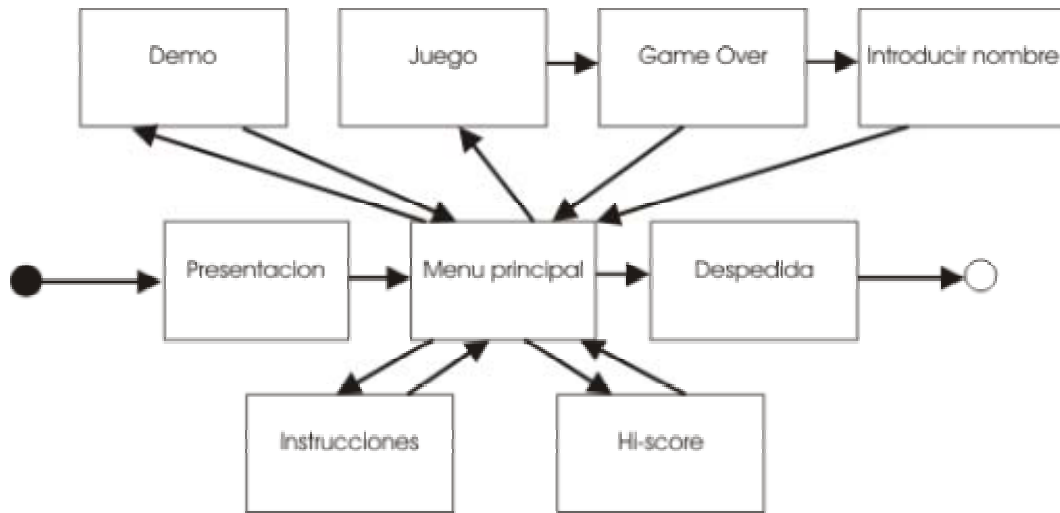 Demo
Juego
Game Over
Introducir nombre
Presentacion
Menu principal
Despedida
Instrucciones
Hi-score